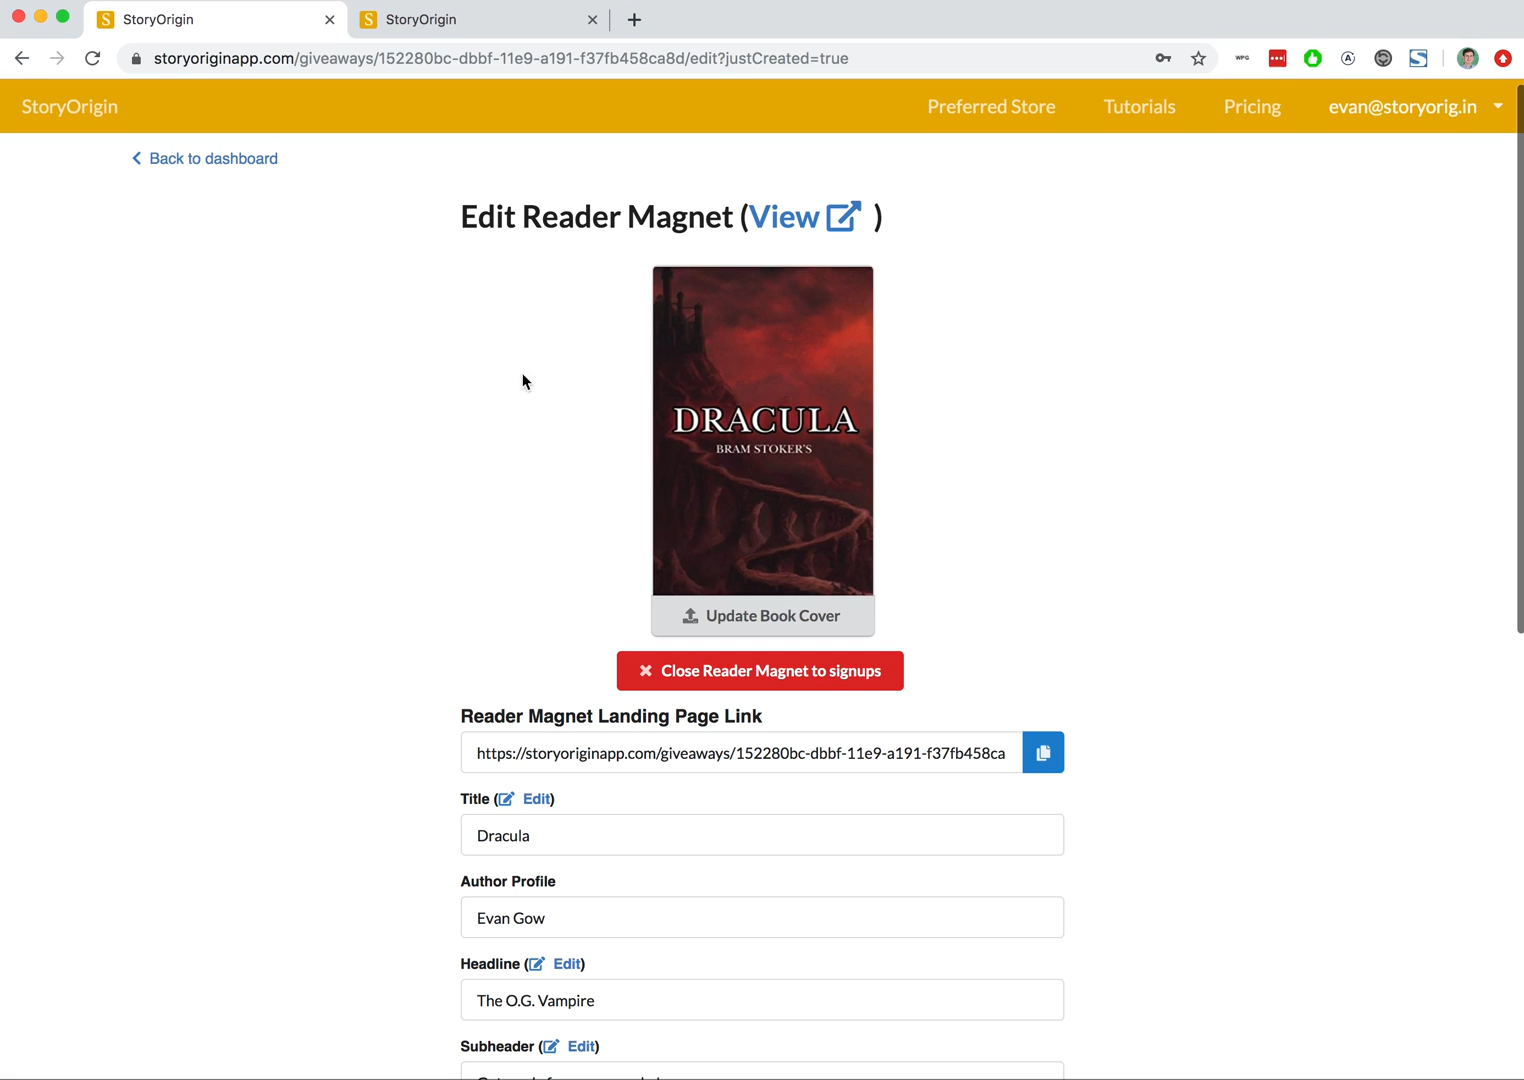 StoryOrigin
StoryOrigin
storyoriginapp.com/giveaways/152280bc-dbbf-11e9-a191-f37fb458ca8d/edit?justCreated=true
StoryOrigin
Preferred Store
Tutorials
Pricing
evan@storyorig.in
Back to dashboard
Edit Reader Magnet (View )
DRACULA
BRAM STOKER'S
Update Book Cover
Close Reader Magnet to signups
Reader Magnet Landing Page Link
https://storyoriginapp.com/giveaways/152280bc-dbbf-11e9-a191-f37fb458ca
Title ( Edit)
Dracula
Author Profile
Evan Gow
Headline ( Edit)
The O.G. Vampire
Subheader ( Edit)